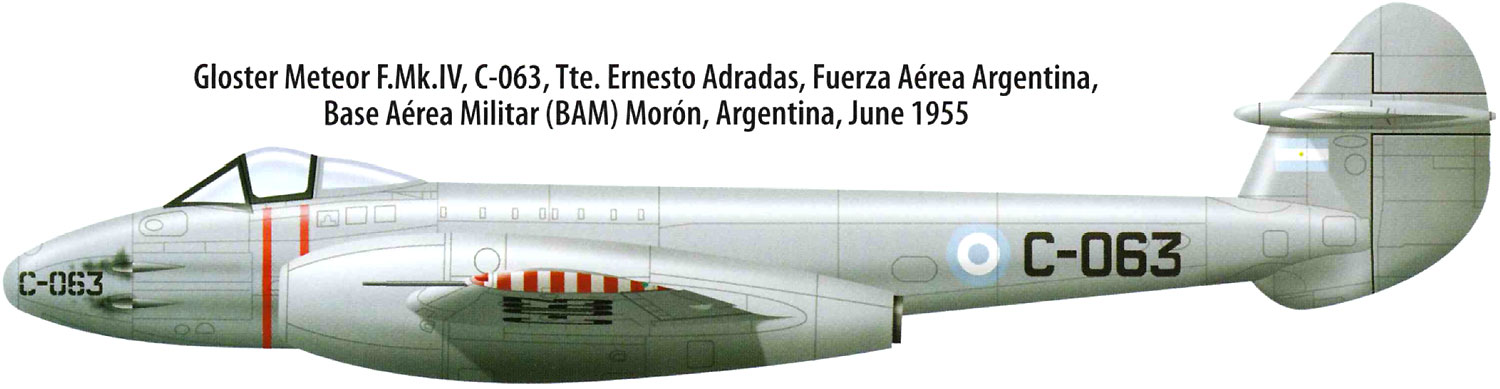 Gloster Meteor F.Mk.IV, C-063, Tte. Ernesto Adradas, Fuerza Aérea Argentina,
Base Aérea Militar (BAM) Morón, Argentina, June 1955
C-063
C-063